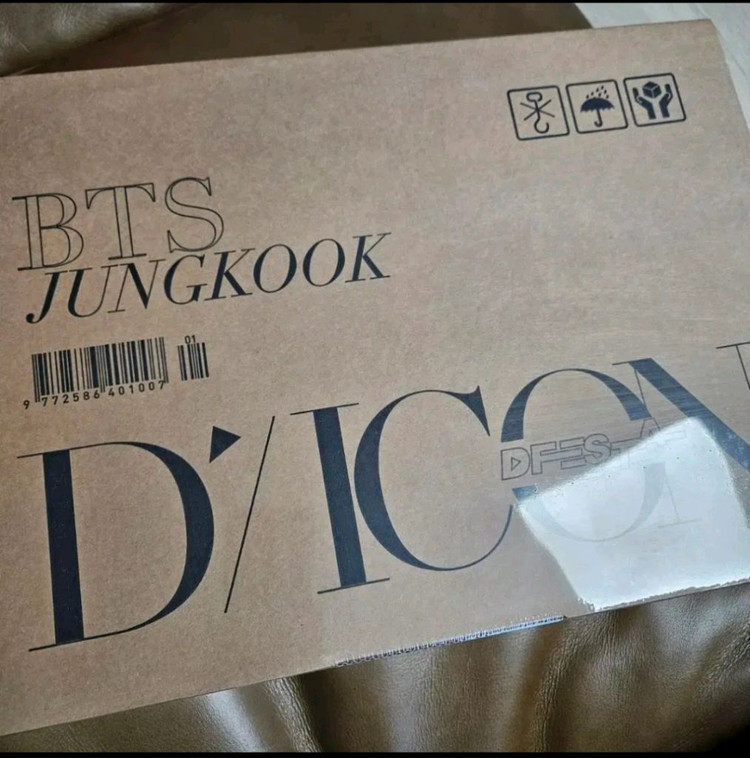 BTS
JUNGKOOK
01
9 772586 401007
D'/ICON
DFESTA